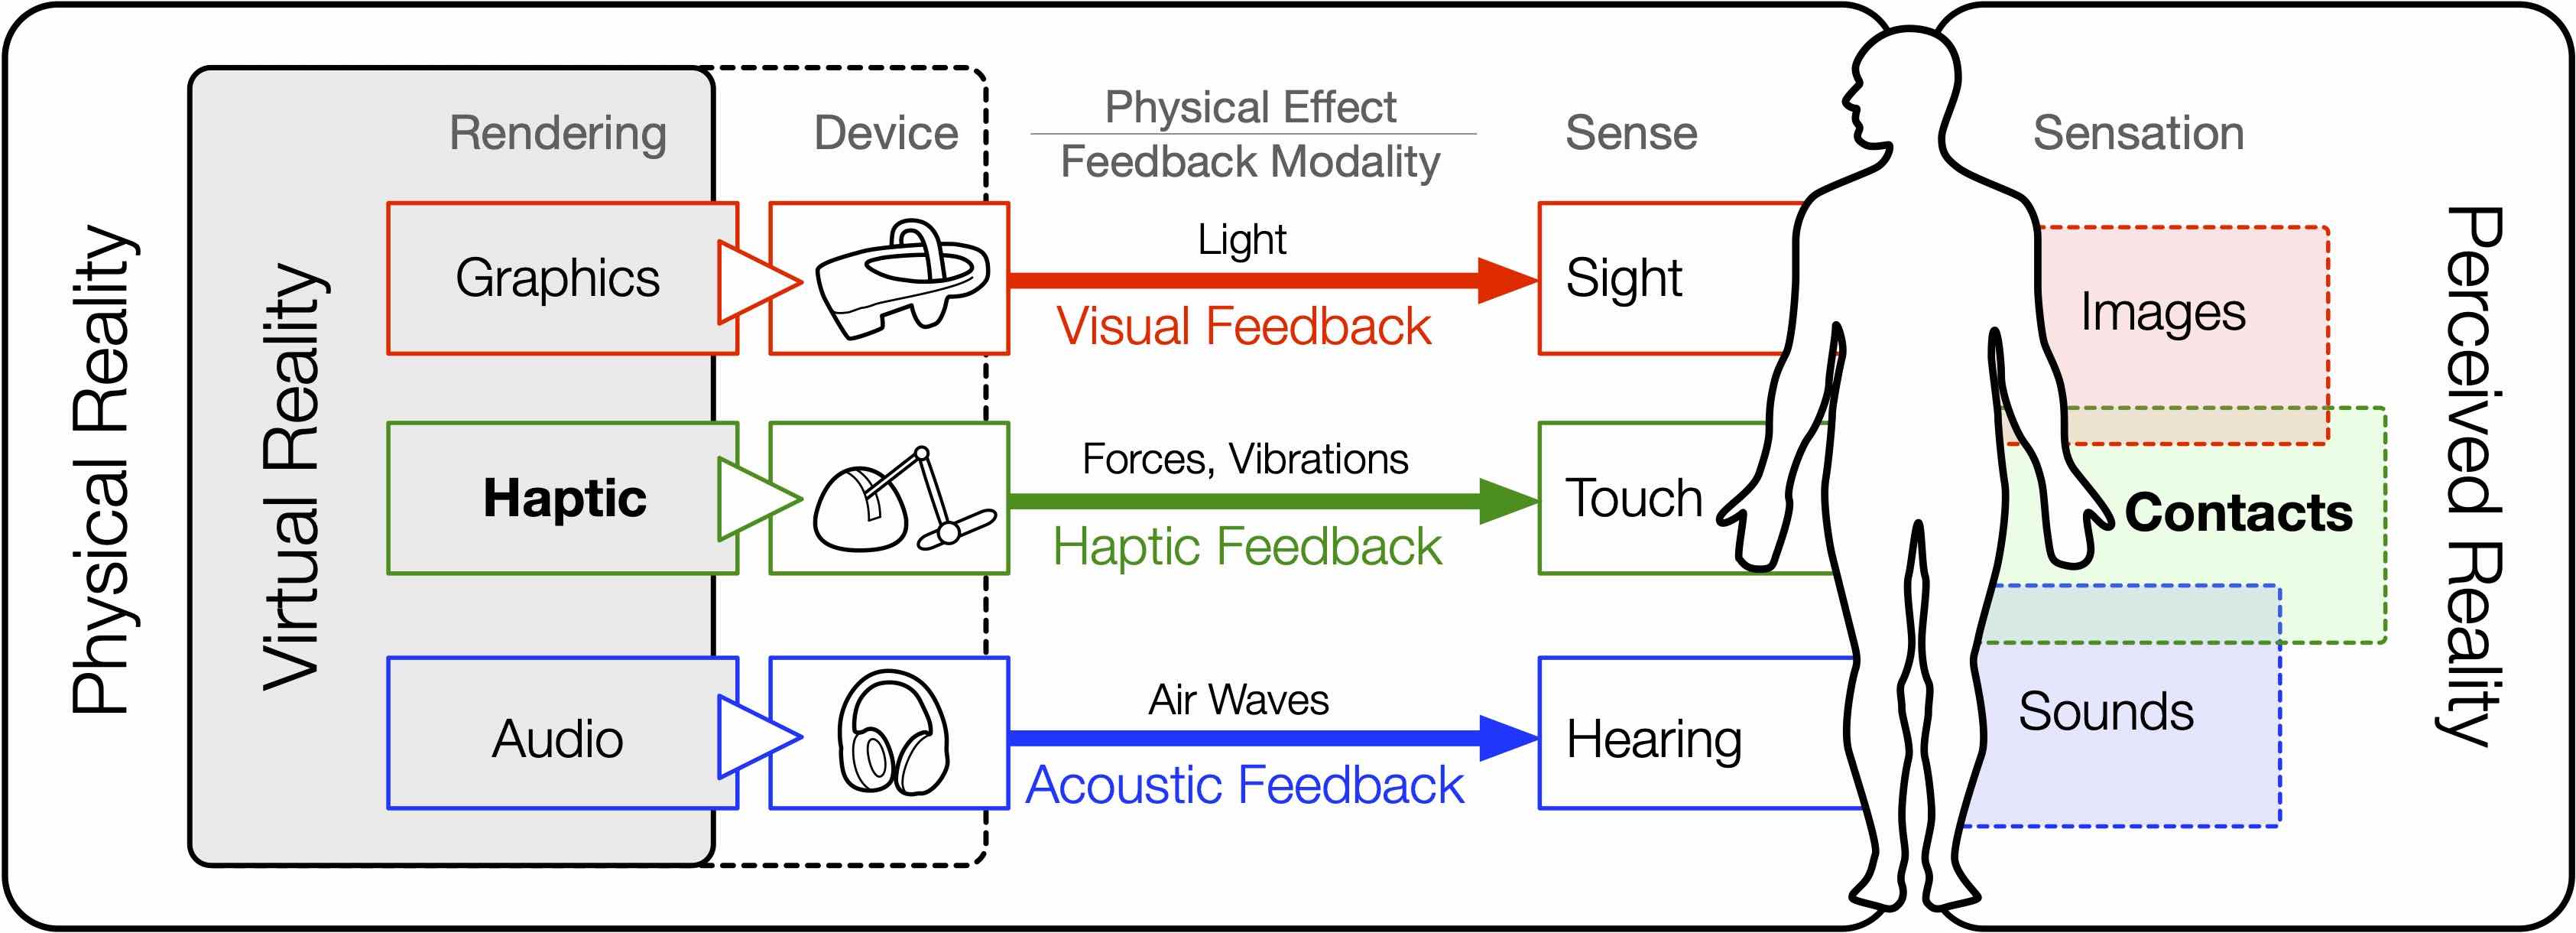 Physical Reality
Virtual Reality
Rendering
Device
Physical Effect
Feedback Modality
Sense
Sensation
Graphics
Light
Visual Feedback
Sight
Images
Haptic
Forces, Vibrations
Haptic Feedback
Touch
Contacts
Audio
Air Waves
Acoustic Feedback
Hearing
Sounds
Perceived Reality